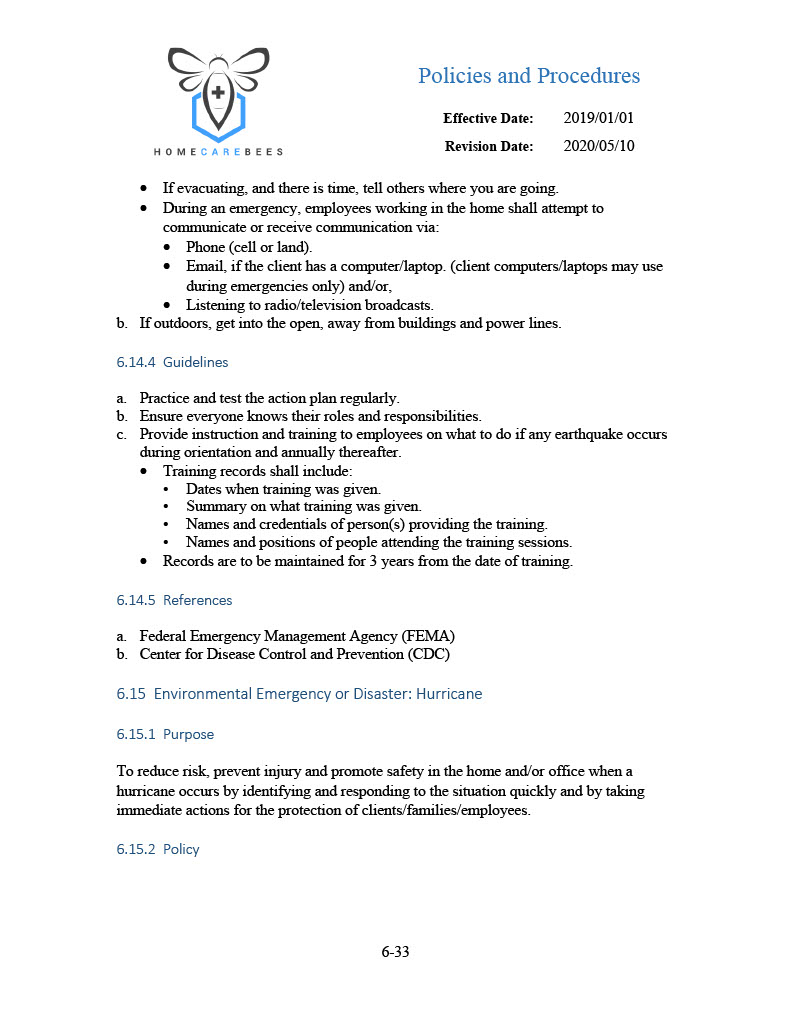 HOMECAREBEES
Policies and Procedures
Effective Date: 2019/01/01
Revision Date: 2020/05/10
• If evacuating, and there is time, tell others where you are going.
• During an emergency, employees working in the home shall attempt to
communicate or receive communication via:
• Phone (cell or land).
• Email, if the client has a computer/laptop. (client computers/laptops may use
during emergencies only) and/or,
• Listening to radio/television broadcasts.
b. If outdoors, get into the open, away from buildings and power lines.
6.14.4 Guidelines
a. Practice and test the action plan regularly.
b. Ensure everyone knows their roles and responsibilities.
c. Provide instruction and training to employees on what to do if any earthquake occurs
during orientation and annually thereafter.
• Training records shall include:
• Dates when training was given.
• Summary on what training was given.
• Names and credentials of person(s) providing the training.
• Names and positions of people attending the training sessions.
• Records are to be maintained for 3 years from the date of training.
6.14.5 References
a. Federal Emergency Management Agency (FEMA)
b. Center for Disease Control and Prevention (CDC)
6.15 Environmental Emergency or Disaster: Hurricane
6.15.1 Purpose
To reduce risk, prevent injury and promote safety in the home and/or office when a
hurricane occurs by identifying and responding to the situation quickly and by taking
immediate actions for the protection of clients/families/employees.
6.15.2 Policy
6-33